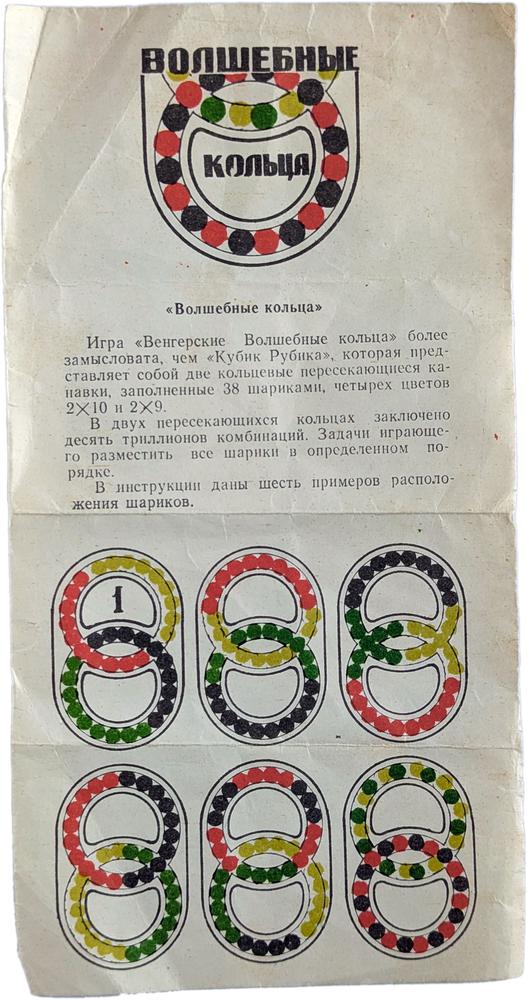 ВОЛШЕБНЫЕ
КОЛЬЦА
«Волшебные кольца»
Игра «Венгерские Волшебные кольца» более
замысловата, чем «Кубик Рубика», которая пред-
ставляет собой две кольцевые пересекающиеся ка-
навки, заполненные 38 шариками, четырех цветов
2×10 и 2×9.
В двух пересекающихся кольцах заключено
десять триллионов комбинаций. Задачи играюще-
го разместить все шарики в определенном по-
рядке.
В инструкции даны шесть примеров располо-
жения шариков.
1